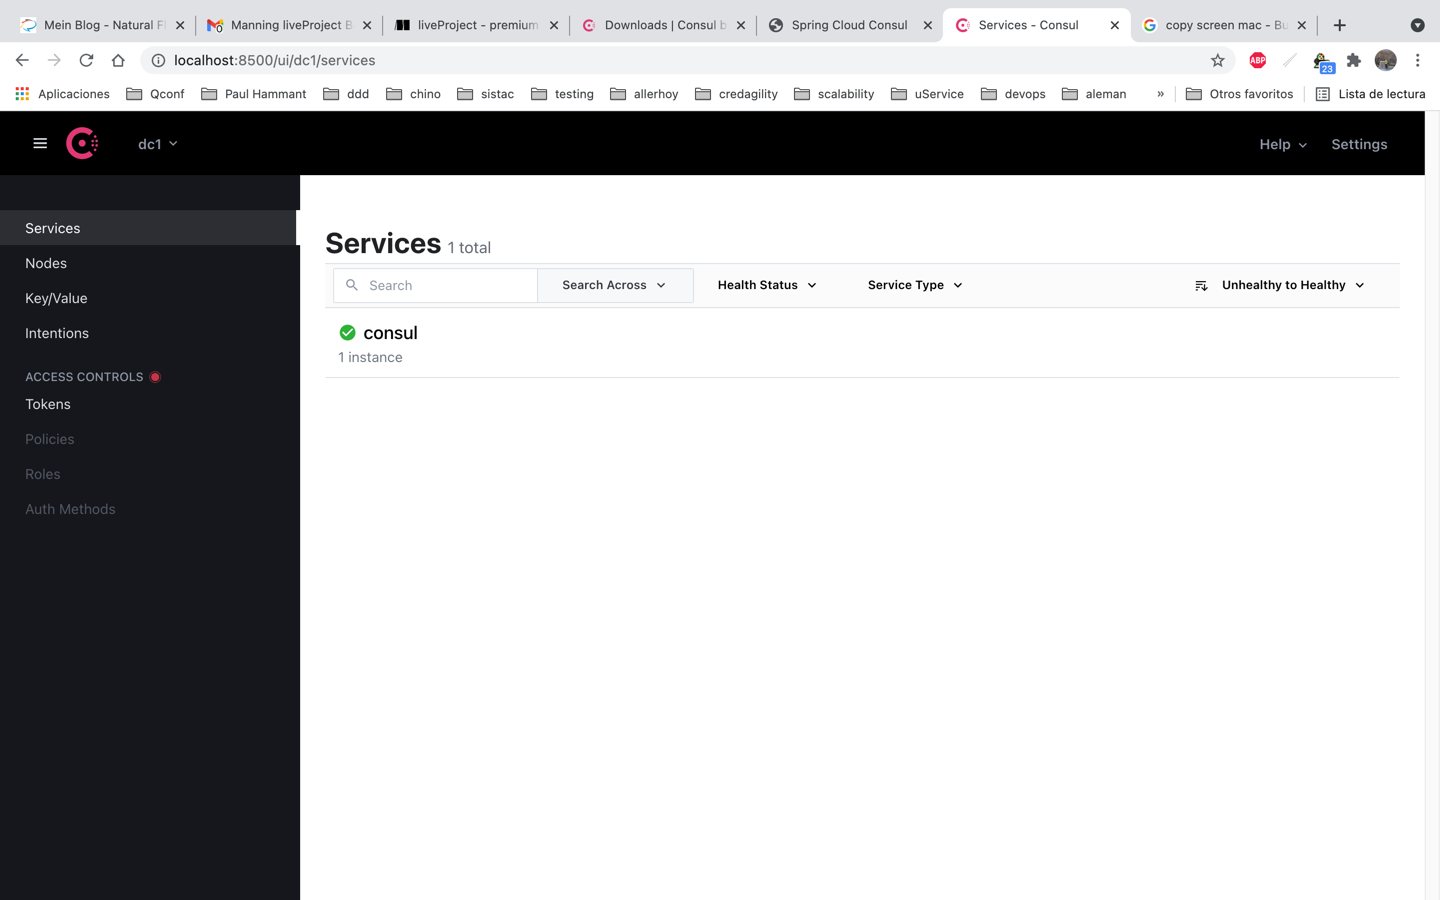 Mein Blog - Natural Fl
Manning liveProject B
liveProject - premium
Downloads | Consul b
Spring Cloud Consul
Services - Consul
copy screen mac - Bu
localhost:8500/ui/dc1/services
ABP
23
Aplicaciones
Qconf
Paul Hammant
ddd
chino
sistac
testing
allerhoy
credagility
scalability
uService
devops
aleman
»
Otros favoritos
Lista de lectura
dc1
Help
Settings
Services
Nodes
Key/Value
Intentions
ACCESS CONTROLS
Tokens
Policies
Roles
Auth Methods
Services 1 total
Search
Search Across
Health Status
Service Type
Unhealthy to Healthy
consul
1 instance